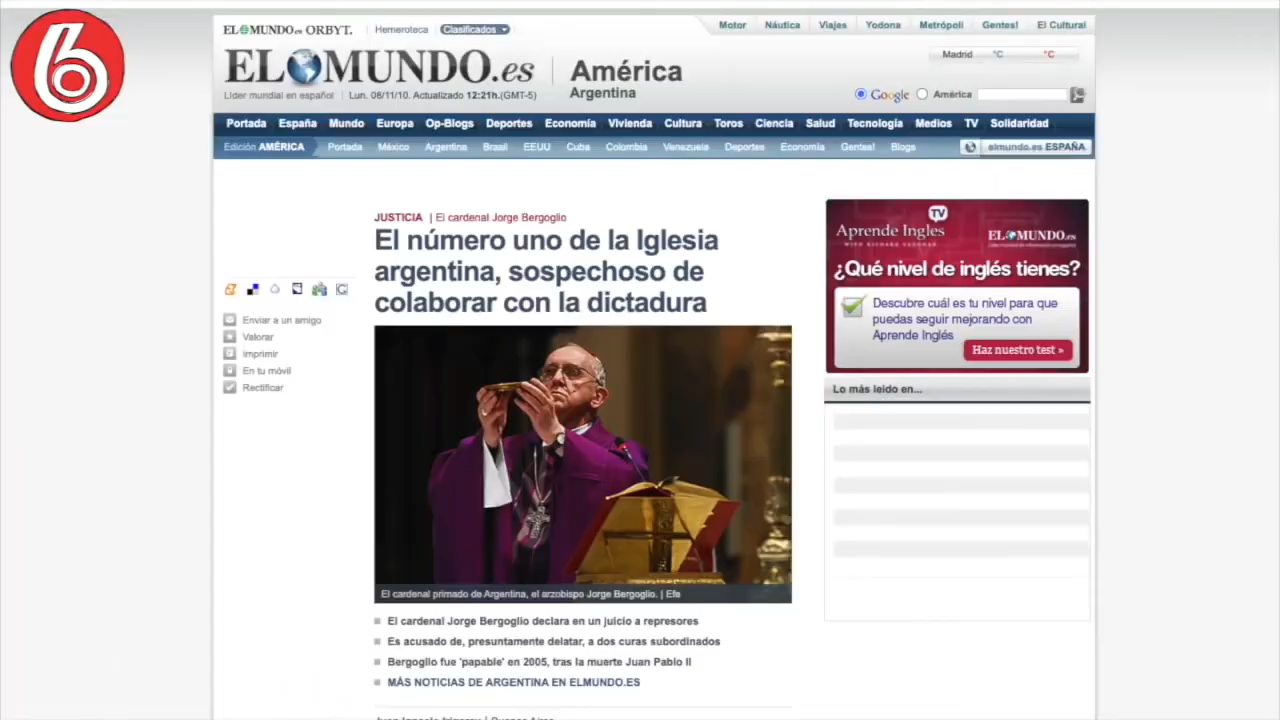 6
EL MUNDO.es ORBYT.
Hemeroteca
Clasificados
Motor
Náutica
Viajes
Yodona
Metrópoli
Gentes!
El Cultural
EL MUNDO.es
América
Argentina
Madrid
°C
°C
Líder mundial en español
Lun. 08/11/10. Actualizado 12:21h.(GMT-5)
Google
América
Portada España Mundo Europa Op-Blogs Deportes Economía Vivienda Cultura Toros Ciencia Salud Tecnología Medios TV Solidaridad
Edición AMÉRICA
Portada México Argentina Brasil EEUU Cuba Colombia Venezuela Deportes Economía Gentes! Blogs
elmundo.es ESPAÑA
JUSTICIA | El cardenal Jorge Bergoglio
El número uno de la Iglesia
argentina, sospechoso de
colaborar con la dictadura
Enviar a un amigo
Valorar
Imprimir
En tu móvil
Rectificar
El cardenal primado de Argentina, el arzobispo Jorge Bergoglio. | Efe
El cardenal Jorge Bergoglio declara en un juicio a represores
Es acusado de, presuntamente delatar, a dos curas subordinados
Bergoglio fue 'papable' en 2005, tras la muerte Juan Pablo II
MÁS NOTICIAS DE ARGENTINA EN ELMUNDO.ES
TV
Aprende Ingles
EL MUNDO.es
¿Qué nivel de inglés tienes?
Descubre cuál es tu nivel para que
puedas seguir mejorando con
Aprende Inglés
Haz nuestro test »
Lo más leido en...